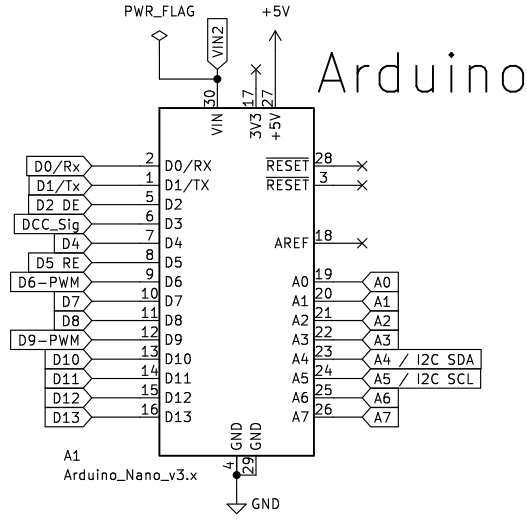 PWR_FLAG
+5V
VIN2
Arduino
30
17
27
VIN
3V3
+5V
D0/Rx 2 D0/RX RESET 28
D1/Tx 1 D1/TX RESET 3
D2 DE 5 D2
DCC_Sig 6 D3
D4 7 D4 AREF 18
D5 RE 8 D5
D6-PWM 9 D6 A0 19 A0
D7 10 D7 A1 20 A1
D8 11 D8 A2 21 A2
D9-PWM 12 D9 A3 22 A3
D10 13 D10 A4 23 A4 / I2C SDA
D11 14 D11 A5 24 A5 / I2C SCL
D12 15 D12 A6 25 A6
D13 16 D13 A7 26 A7
GND
GND
4
29
A1
Arduino_Nano_v3.x
GND